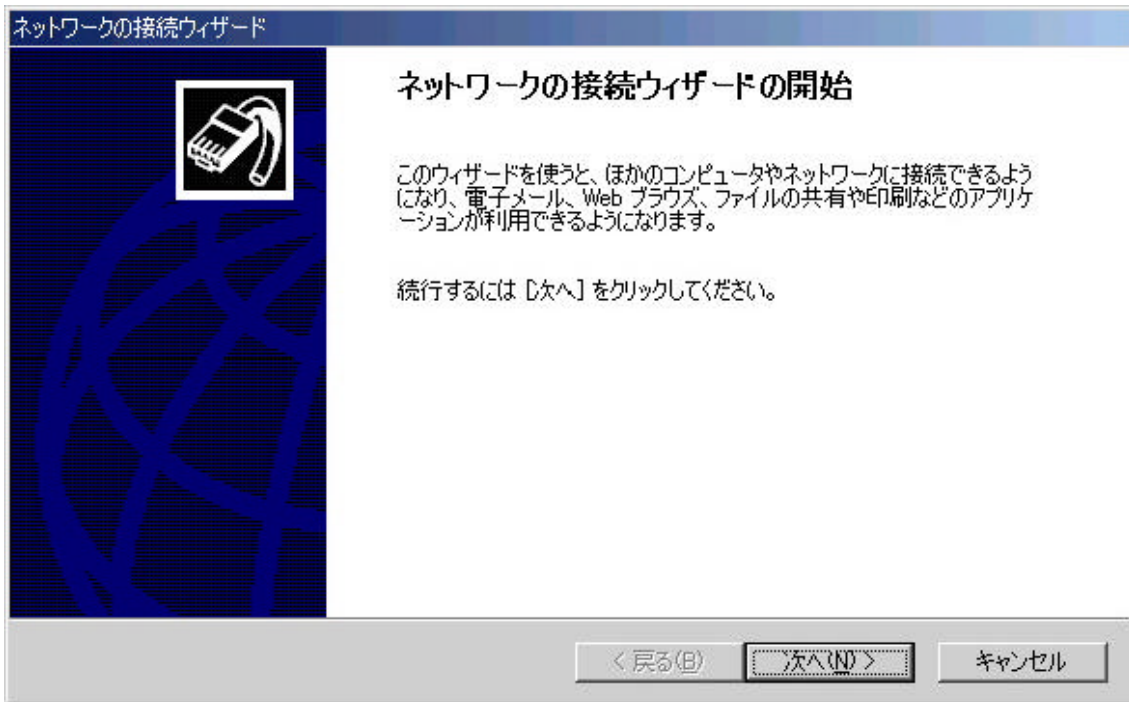 ネットワークの接続ウィザード
ネットワークの接続ウィザードの開始
このウィザードを使うと、ほかのコンピュータやネットワークに接続できるよう
になり、電子メール、Web ブラウズ、ファイルの共有や印刷などのアプリケ
ーションが利用できるようになります。
続行するには [次へ] をクリックしてください。
< 戻る(B) 次へ(N) > キャンセル